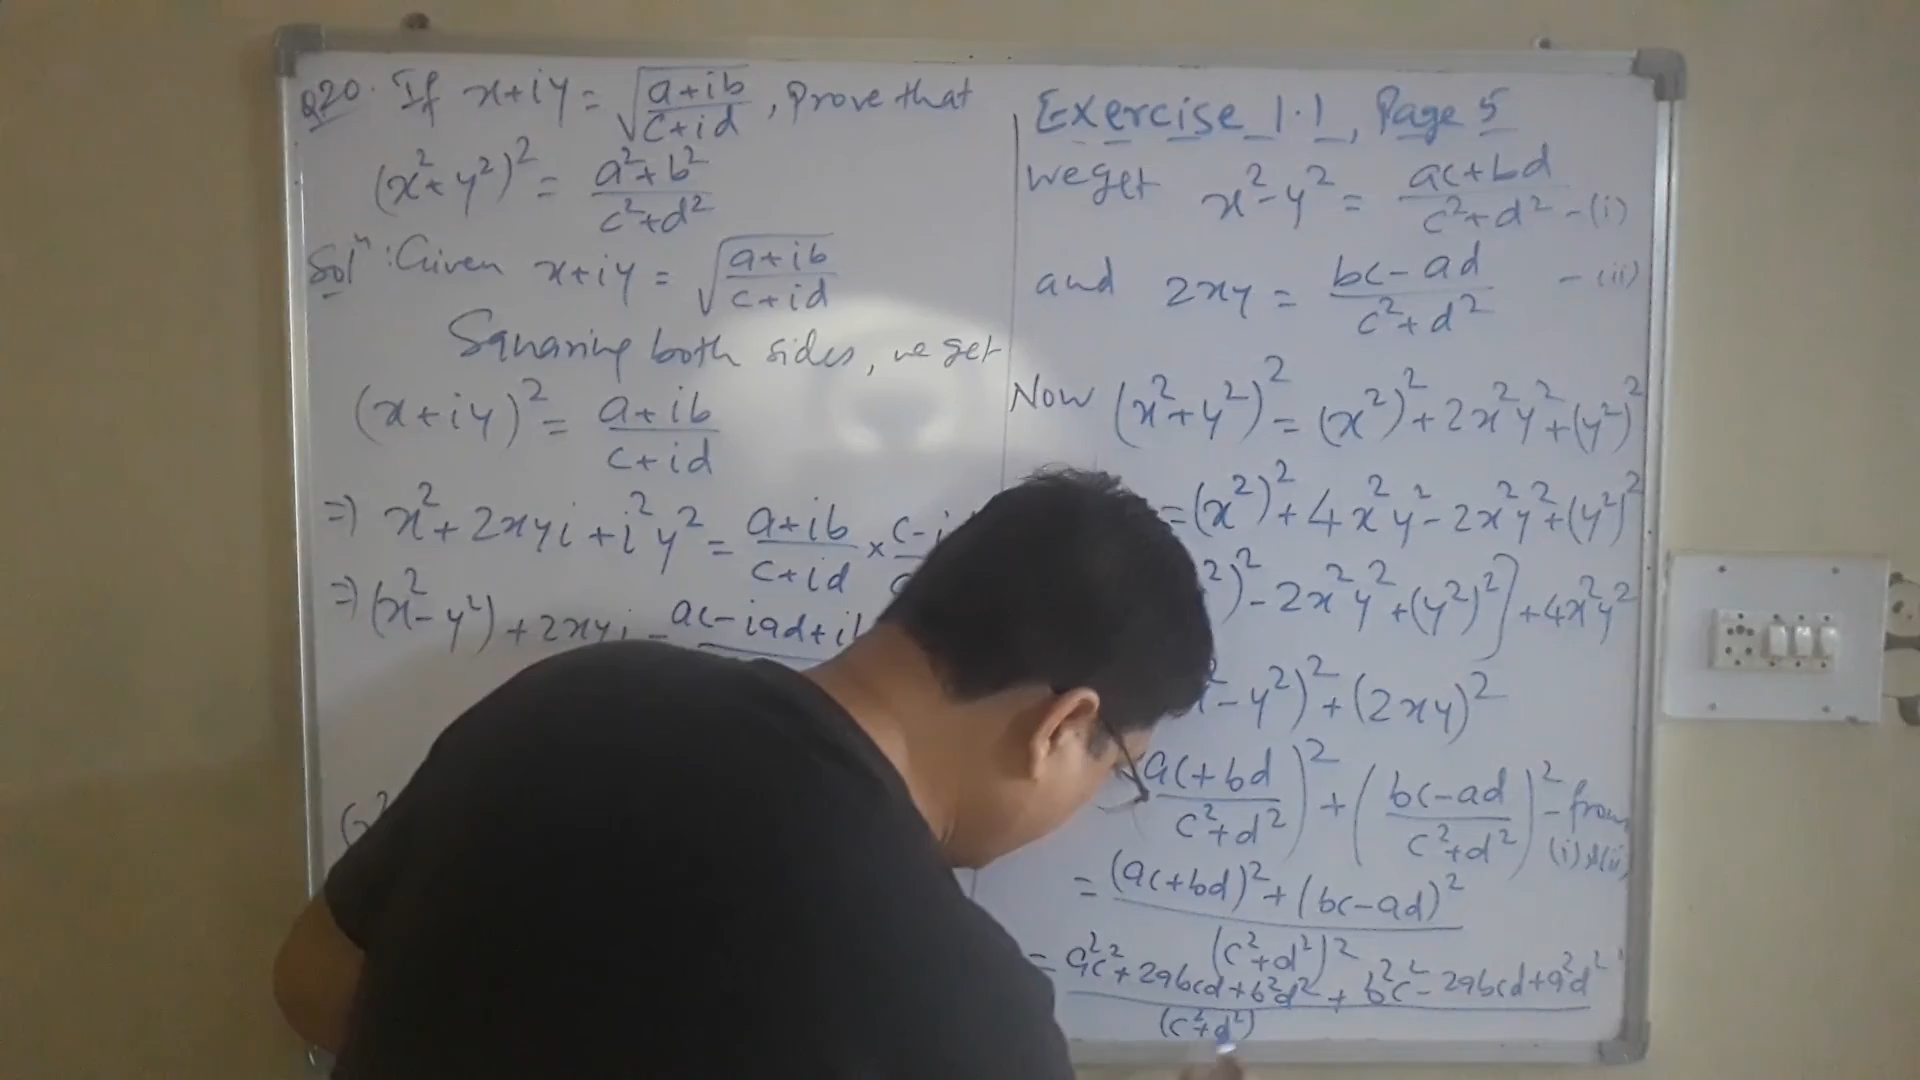 Q20. If x+iy = √(a+ib/c+id), Prove that
(x²+y²)² = a²+b²/c²+d²
Solⁿ: Given x+iy = √(a+ib/c+id)
Squaring both sides, we get
(x+iy)² = a+ib/c+id
⇒ x²+2xyi+i²y² = a+ib/c+id × c-i
⇒ (x²-y²)+2xyi = ac-iad+ib
Exercise 1.1, Page 5
we get x²-y² = ac+bd/c²+d² -(i)
and 2xy = bc-ad/c²+d² -(ii)
Now (x²+y²)² = (x²)²+2x²y²+(y²)²
=(x²)²+4x²y²-2x²y²+(y²)²
²)²-2x²y²+(y²)²]+4x²y²
-y²)²+(2xy)²
ac+bd/c²+d²)²+(bc-ad/c²+d²)² - from (i) & (ii)
= (ac+bd)²+(bc-ad)²/(c²+d²)²
= a²c²+2abcd+b²d²+b²c²-2abcd+a²d²/(c²+d²)